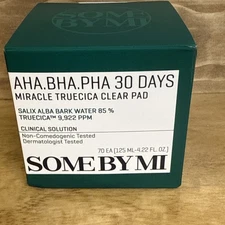 AHA.BHA.PHA 30 DAYS
MIRACLE TRUECICA CLEAR PAD
SALIX ALBA BARK WATER 85 %
TRUECICA™ 9,922 PPM
CLINICAL SOLUTION
Non-Comedogenic Tested
Dermatologist Tested
70 EA [125 ML-4.22 FL. OZ.]
SOME BY MI